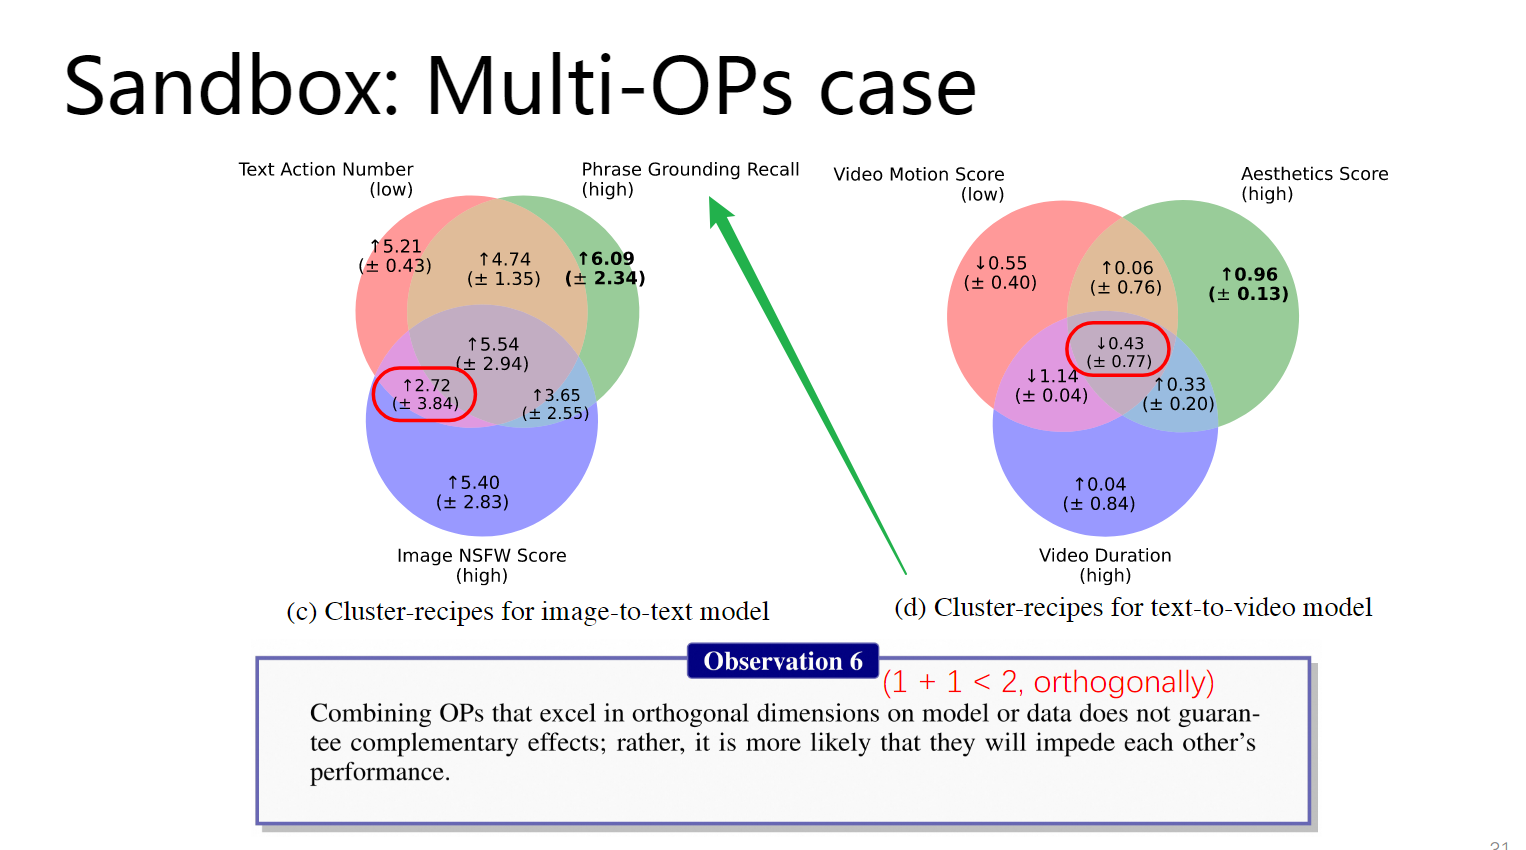 Sandbox: Multi-OPs case
Text Action Number
(low)
Phrase Grounding Recall
(high)
↑5.21
(± 0.43)
↑4.74
(± 1.35)
↑6.09
(± 2.34)
↑5.54
(± 2.94)
↑2.72
(± 3.84)
↑3.65
(± 2.55)
↑5.40
(± 2.83)
Image NSFW Score
(high)
(c) Cluster-recipes for image-to-text model
Video Motion Score
(low)
Aesthetics Score
(high)
↓0.55
(± 0.40)
↑0.06
(± 0.76)
↑0.96
(± 0.13)
↓0.43
(± 0.77)
↓1.14
(± 0.04)
↑0.33
(± 0.20)
↑0.04
(± 0.84)
Video Duration
(high)
(d) Cluster-recipes for text-to-video model
Observation 6
(1 + 1 < 2, orthogonally)
Combining OPs that excel in orthogonal dimensions on model or data does not guaran-
tee complementary effects; rather, it is more likely that they will impede each other's
performance.
31